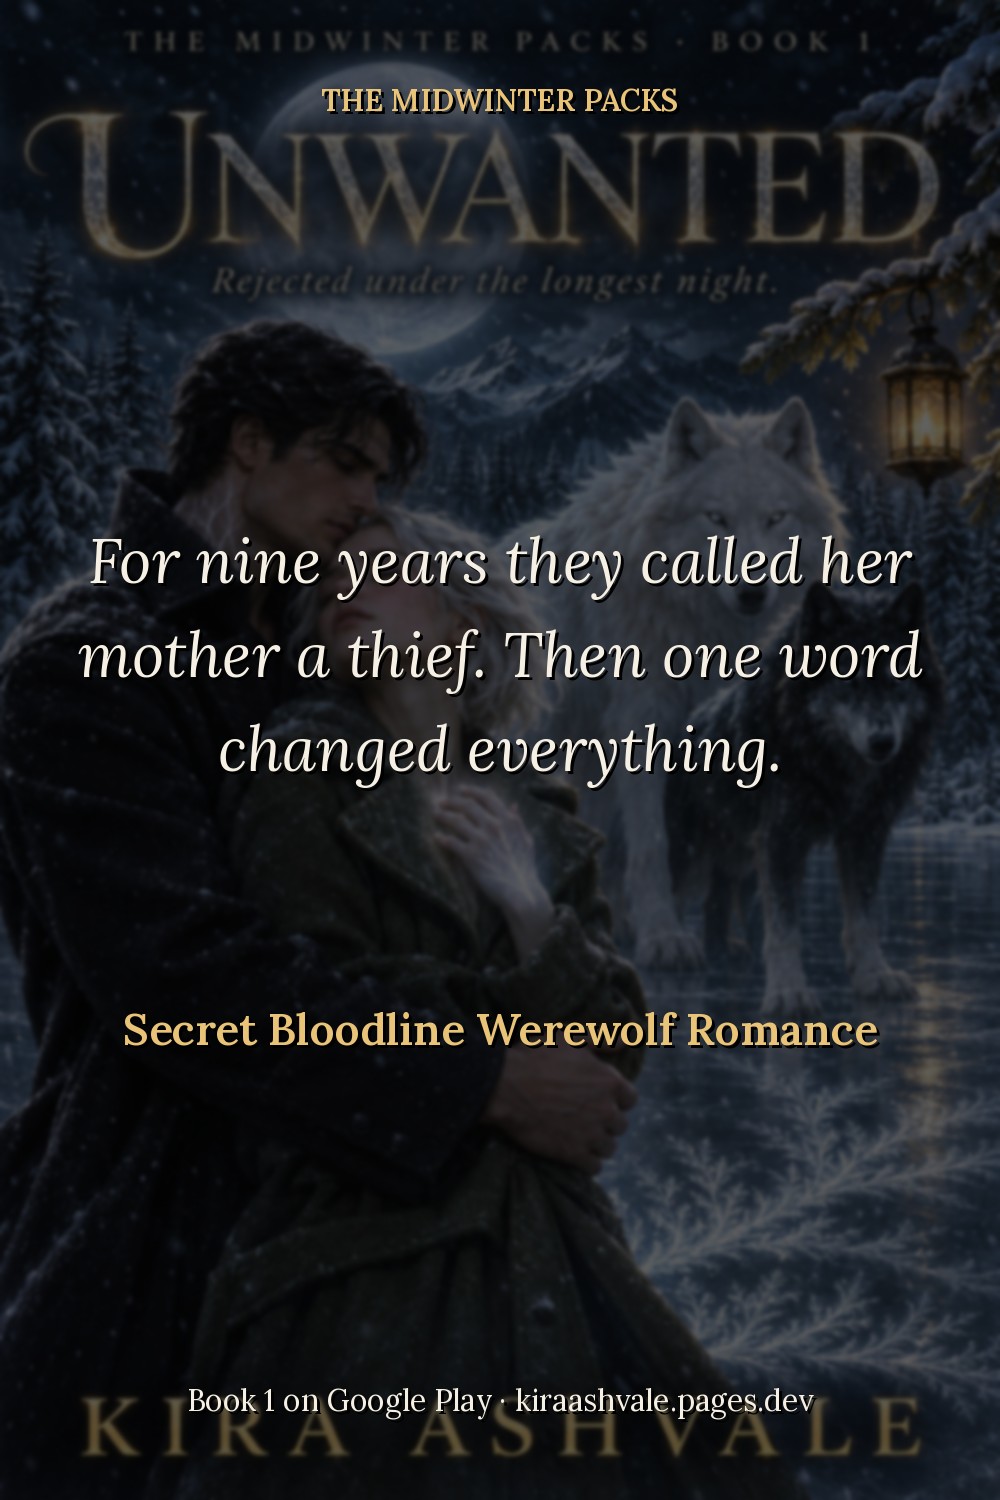 THE MIDWINTER PACKS · BOOK 1
THE MIDWINTER PACKS
UNWANTED
Rejected under the longest night.
For nine years they called her
mother a thief. Then one word
changed everything.
Secret Bloodline Werewolf Romance
Book 1 on Google Play · kiraashvale.pages.dev
KIRA ASHVALE